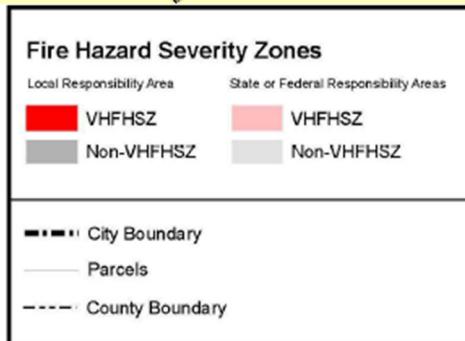 Fire Hazard Severity Zones
Local Responsibility Area State or Federal Responsibility Areas
VHFHSZ VHFHSZ
Non-VHFHSZ Non-VHFHSZ
City Boundary
Parcels
County Boundary